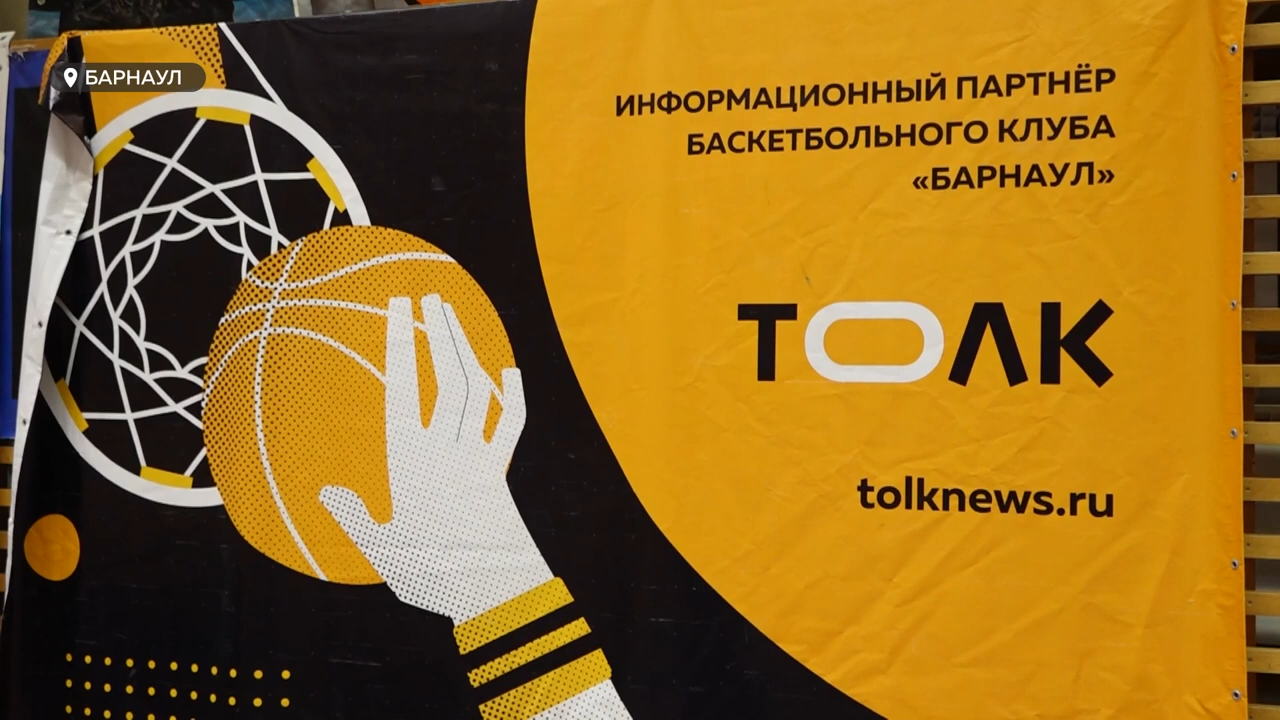 БАРНАУЛ
ИНФОРМАЦИОННЫЙ ПАРТНЁР
БАСКЕТБОЛЬНОГО КЛУБА
«БАРНАУЛ»
ТОЛК
tolknews.ru